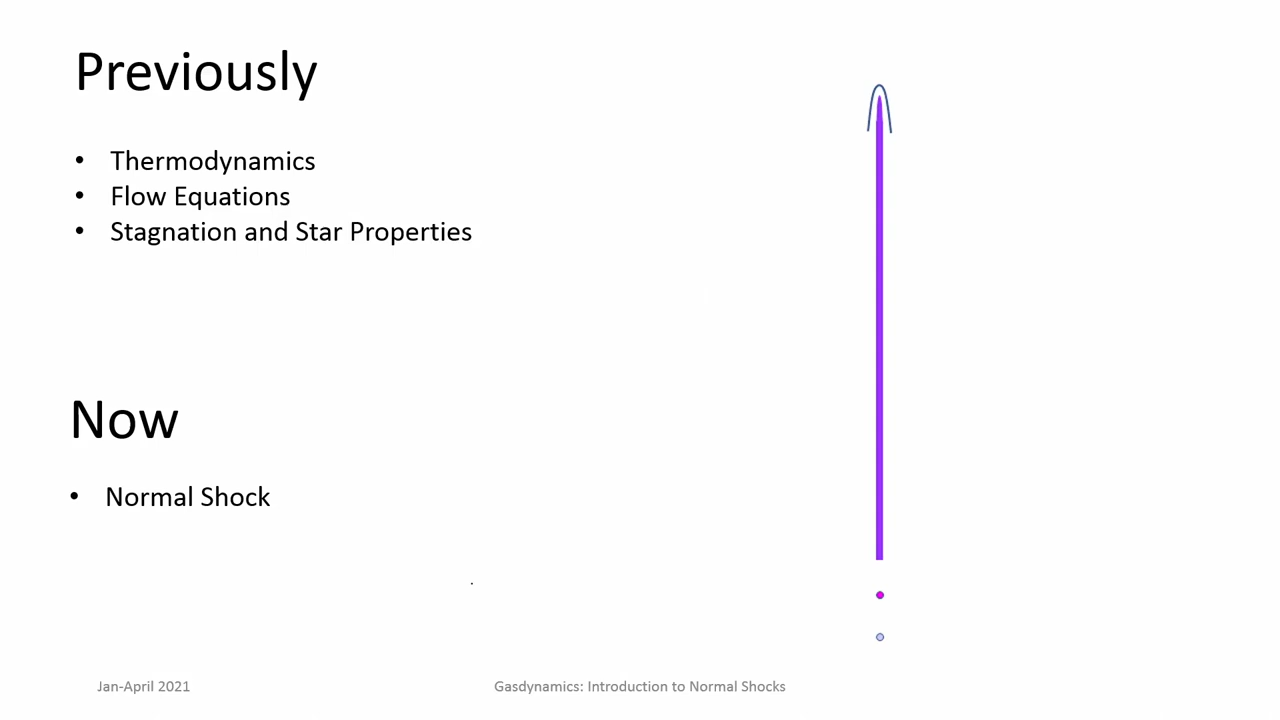 Previously
• Thermodynamics
• Flow Equations
• Stagnation and Star Properties
Now
• Normal Shock
Jan-April 2021
Gasdynamics: Introduction to Normal Shocks